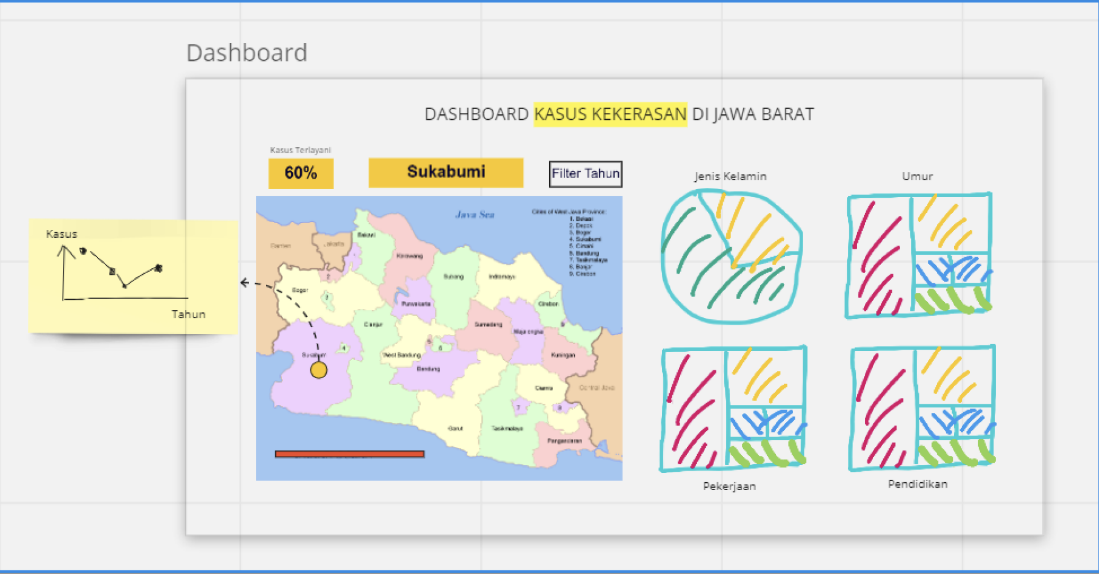 Dashboard
DASHBOARD KASUS KEKERASAN DI JAWA BARAT
Kasus Terlayani
60%
Sukabumi
Filter Tahun
Kasus
Tahun
Java Sea
Cities of West Java Province:
1. Bekasi
2. Depok
3. Bogor
4. Sukabumi
5. Cimahi
6. Bandung
7. Tasikmalaya
8. Banjar
9. Cirebon
Jakarta
Bekasi
Karawang
Bogor
Purwakarta
Subang
Indramayu
Cirebon
Cianjur
Sumedang
Majalengka
Kuningan
Sukabumi
West Bandung
Bandung
Ciamis
Central Java
Garut
Tasikmalaya
Pangandaran
Jenis Kelamin
Umur
Pekerjaan
Pendidikan